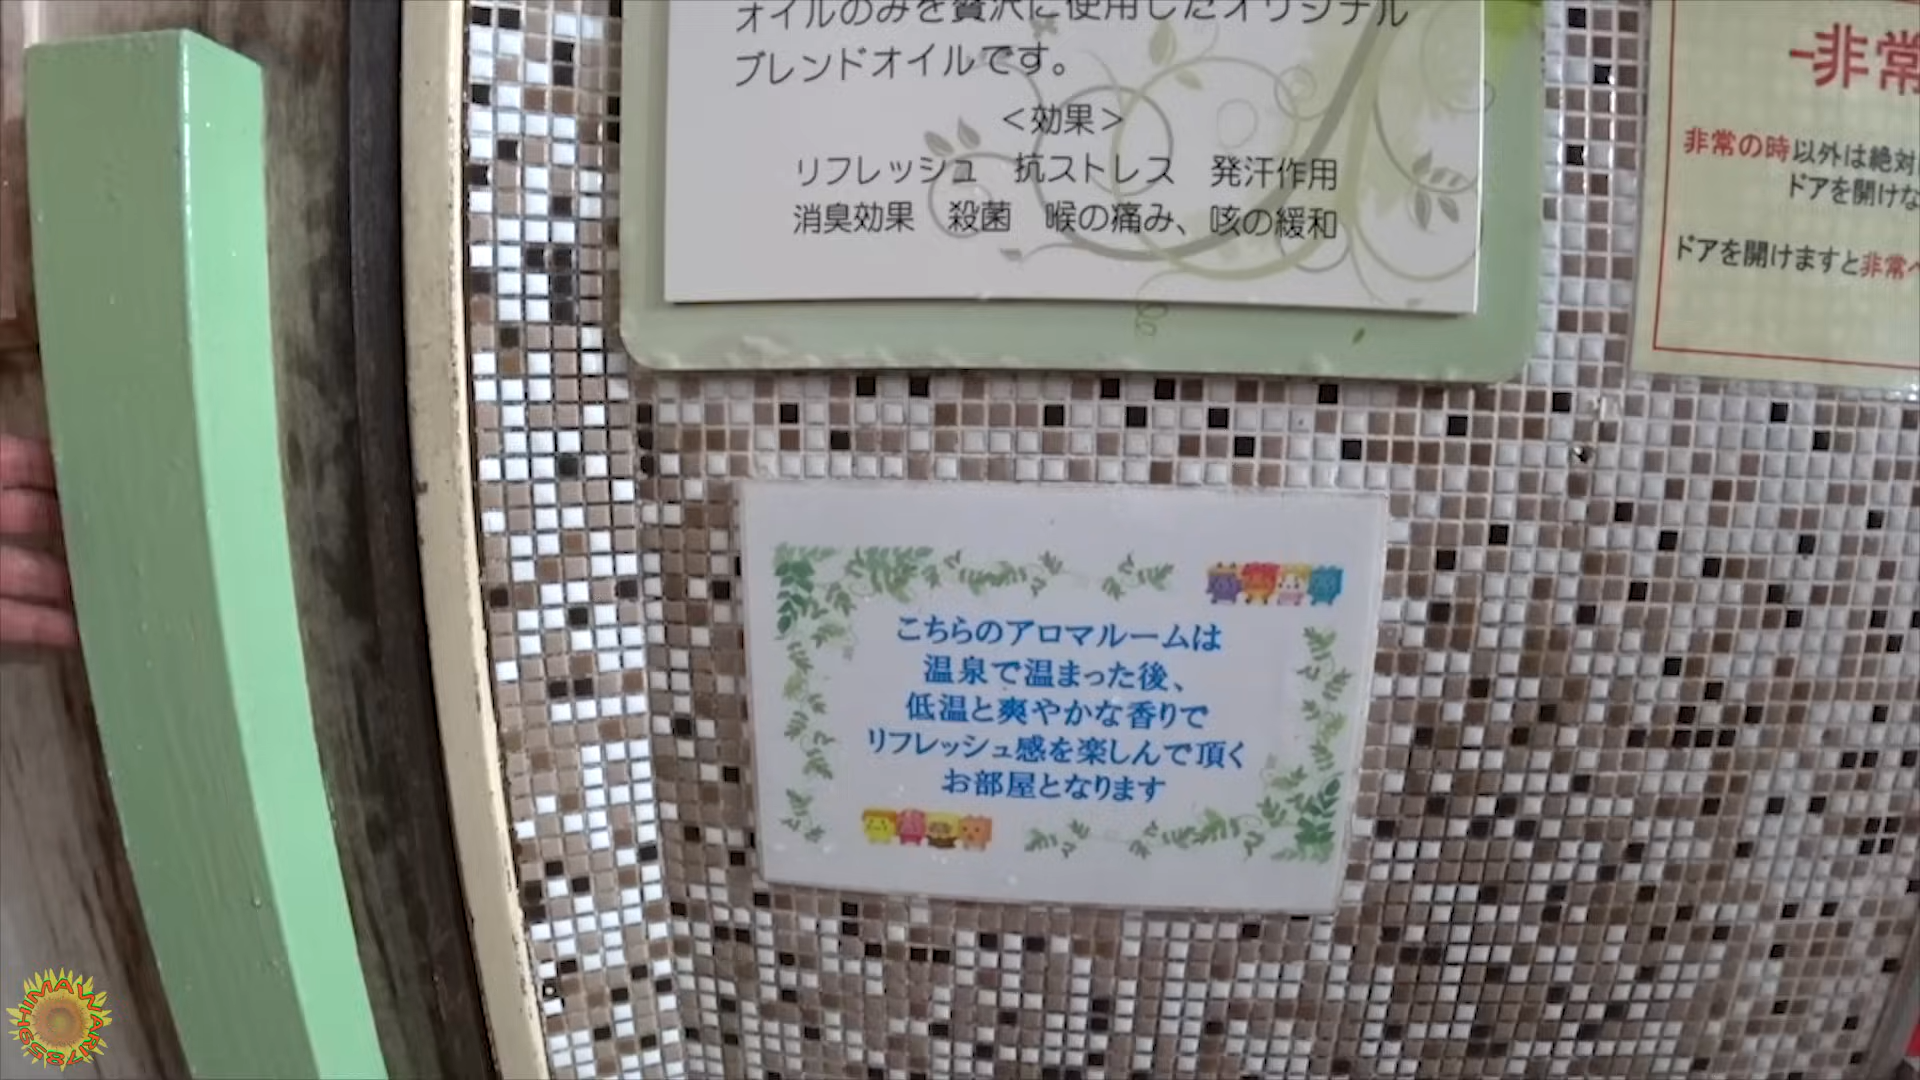 オイルのみを贅沢に使用したオリジナル
ブレンドオイルです。
＜効果＞
リフレッシュ　抗ストレス　発汗作用
消臭効果　殺菌　喉の痛み、咳の緩和
-非常
非常の時以外は絶対
ドアを開けな
ドアを開けますと非常ベ
こちらのアロマルームは
温泉で温まった後、
低温と爽やかな香りで
リフレッシュ感を楽しんで頂く
お部屋となります
SHIMAWARI7859